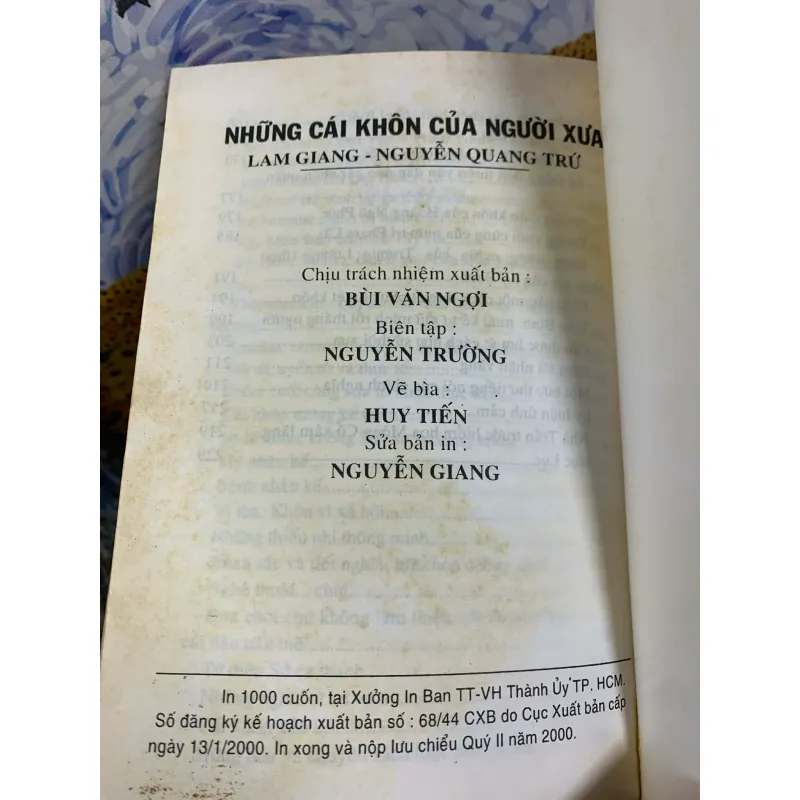 NHỮNG CÁI KHÔN CỦA NGƯỜI XƯA
LAM GIANG - NGUYỄN QUANG TRỨ
Chịu trách nhiệm xuất bản :
BÙI VĂN NGỢI
Biên tập :
NGUYỄN TRƯỜNG
Vẽ bìa :
HUY TIẾN
Sửa bản in :
NGUYỄN GIANG
In 1000 cuốn, tại Xưởng In Ban TT-VH Thành Ủy TP. HCM.
Số đăng ký kế hoạch xuất bản số : 68/44 CXB do Cục Xuất bản cấp
ngày 13/1/2000. In xong và nộp lưu chiểu Quý II năm 2000.